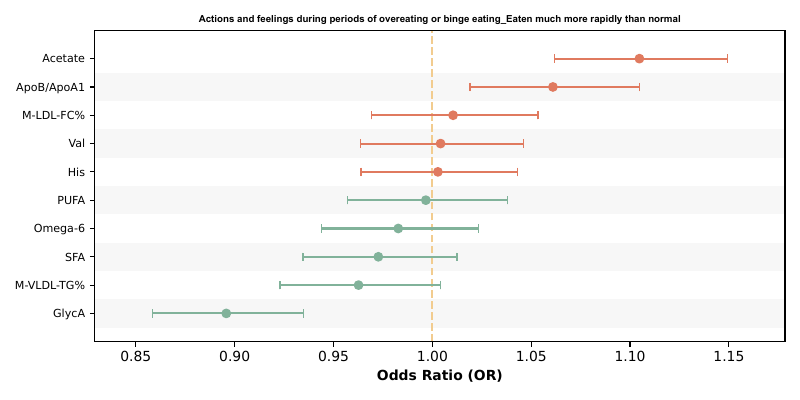 Actions and feelings during periods of overeating or binge eating_Eaten much more rapidly than normal
Acetate
ApoB/ApoA1
M-LDL-FC%
Val
His
PUFA
Omega-6
SFA
M-VLDL-TG%
GlycA
0.85 0.90 0.95 1.00 1.05 1.10 1.15
Odds Ratio (OR)